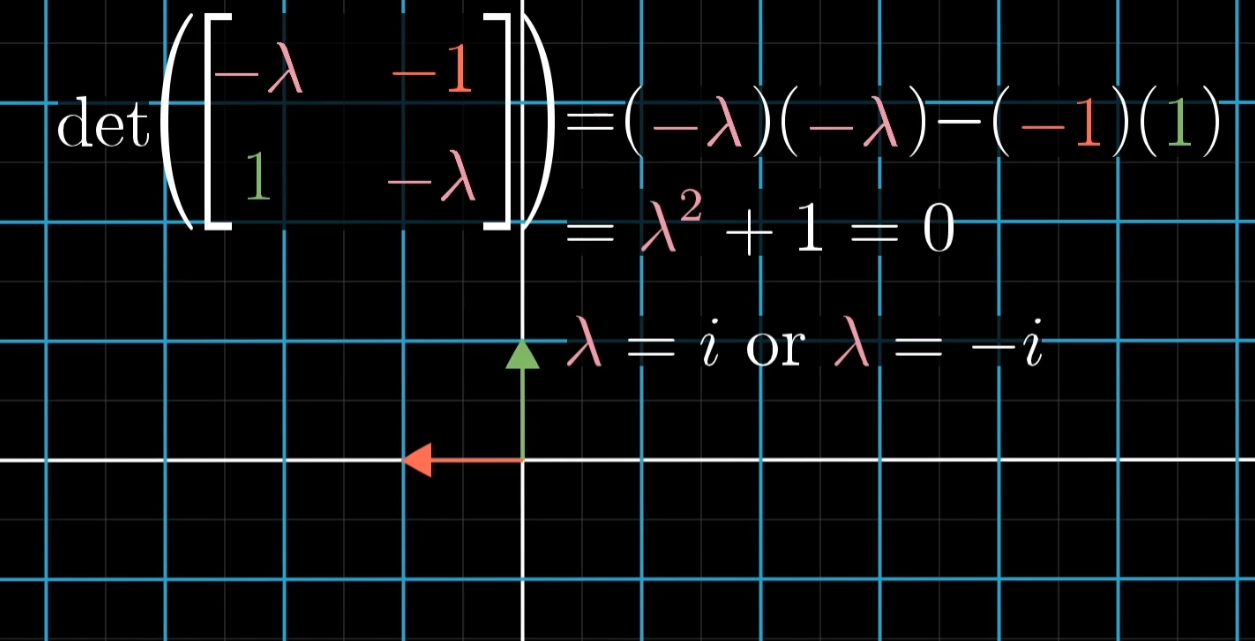 det([−λ −1
1 −λ]) =(−λ)(−λ)−(−1)(1)
= λ² + 1 = 0
λ = i or λ = −i